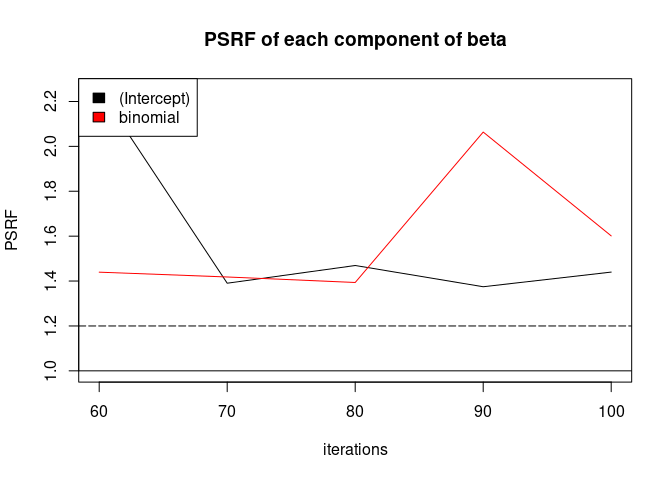 PSRF of each component of beta
(Intercept)
binomial
PSRF
2.2
2.0
1.8
1.6
1.4
1.2
1.0
60 70 80 90 100
iterations